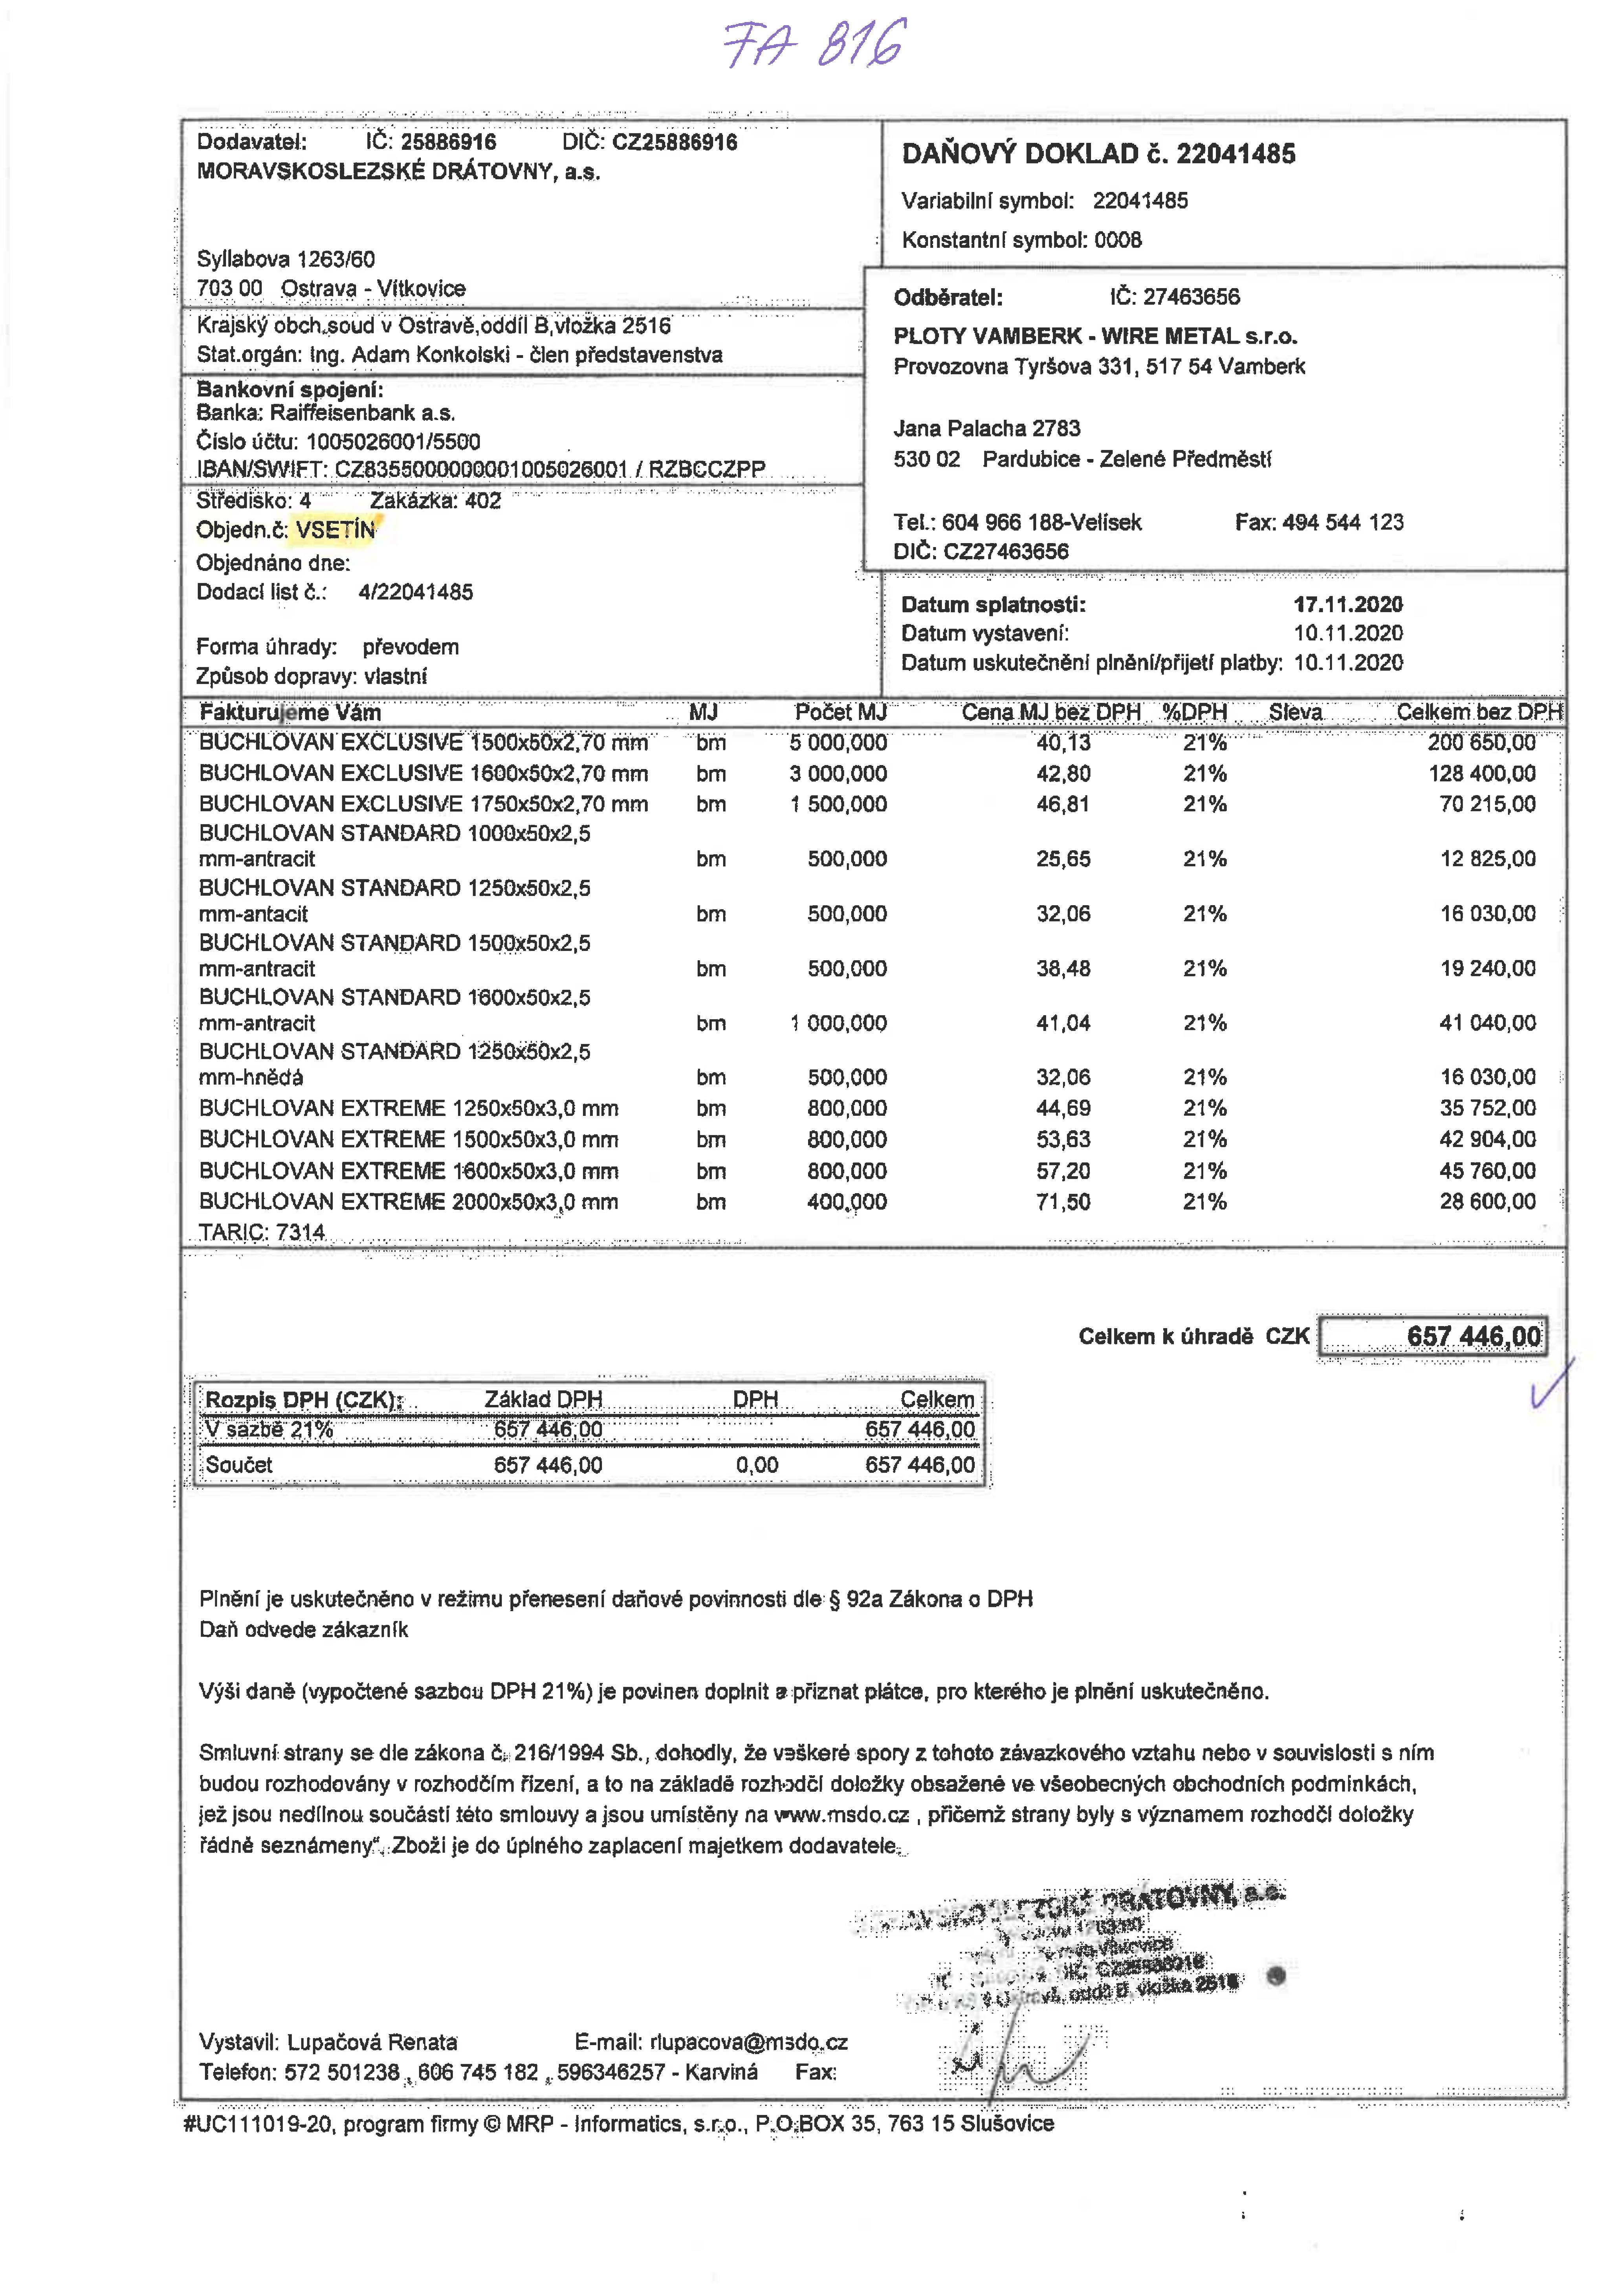 FA 816
Dodavatel: IČ: 25886916 DIČ: CZ25886916
MORAVSKOSLEZSKÉ DRÁTOVNY, a.s.
Syllabova 1263/60
703 00 Ostrava - Vítkovice
Krajský obch.soud v Ostravě,oddíl B,vložka 2516
Stat.orgán: Ing. Adam Konkolski - člen představenstva
Bankovní spojení:
Banka: Raiffeisenbank a.s.
Číslo účtu: 1005026001/5500
IBAN/SWIFT: CZ8355000000001005026001 / RZBCCZPP
Středisko: 4 Zakázka: 402
Objedn.č: VSETÍN
Objednáno dne:
Dodací list č.: 4/22041485
Forma úhrady: převodem
Způsob dopravy: vlastní
DAŇOVÝ DOKLAD č. 22041485
Variabilní symbol: 22041485
Konstantní symbol: 0008
Odběratel: IČ: 27463656
PLOTY VAMBERK - WIRE METAL s.r.o.
Provozovna Tyršova 331, 517 54 Vamberk
Jana Palacha 2783
530 02 Pardubice - Zelené Předměstí
Tel.: 604 966 188-Velísek Fax: 494 544 123
DIČ: CZ27463656
Datum splatnosti: 17.11.2020
Datum vystavení: 10.11.2020
Datum uskutečnění plnění/přijetí platby: 10.11.2020
Fakturujeme Vám MJ Počet MJ Cena MJ bez DPH %DPH Sleva Celkem bez DPH
BUCHLOVAN EXCLUSIVE 1500x50x2,70 mm bm 5 000,000 40,13 21% 200 650,00
BUCHLOVAN EXCLUSIVE 1600x50x2,70 mm bm 3 000,000 42,80 21% 128 400,00
BUCHLOVAN EXCLUSIVE 1750x50x2,70 mm bm 1 500,000 46,81 21% 70 215,00
BUCHLOVAN STANDARD 1000x50x2,5
mm-antracit bm 500,000 25,65 21% 12 825,00
BUCHLOVAN STANDARD 1250x50x2,5
mm-antacit bm 500,000 32,06 21% 16 030,00
BUCHLOVAN STANDARD 1500x50x2,5
mm-antracit bm 500,000 38,48 21% 19 240,00
BUCHLOVAN STANDARD 1600x50x2,5
mm-antracit bm 1 000,000 41,04 21% 41 040,00
BUCHLOVAN STANDARD 1250x50x2,5
mm-hnědá bm 500,000 32,06 21% 16 030,00
BUCHLOVAN EXTREME 1250x50x3,0 mm bm 800,000 44,69 21% 35 752,00
BUCHLOVAN EXTREME 1500x50x3,0 mm bm 800,000 53,63 21% 42 904,00
BUCHLOVAN EXTREME 1600x50x3,0 mm bm 800,000 57,20 21% 45 760,00
BUCHLOVAN EXTREME 2000x50x3,0 mm bm 400,000 71,50 21% 28 600,00
TARIC: 7314
Celkem k úhradě CZK 657 446,00
Rozpis DPH (CZK): Základ DPH DPH Celkem
V sazbě 21% 657 446,00 657 446,00
Součet 657 446,00 0,00 657 446,00
Plnění je uskutečněno v režimu přenesení daňové povinnosti dle § 92a Zákona o DPH
Daň odvede zákazník
Výši daně (vypočtené sazbou DPH 21%) je povinen doplnit a přiznat plátce, pro kterého je plnění uskutečněno.
Smluvní strany se dle zákona č. 216/1994 Sb., dohodly, že veškeré spory z tohoto závazkového vztahu nebo v souvislosti s ním
budou rozhodovány v rozhodčím řízení, a to na základě rozhodčí doložky obsažené ve všeobecných obchodních podmínkách,
jež jsou nedílnou součástí této smlouvy a jsou umístěny na www.msdo.cz , přičemž strany byly s významem rozhodčí doložky
řádně seznámeny". Zboží je do úplného zaplacení majetkem dodavatele.
DRÁTOVNY, a.s.
oddíl B, vložka 2516
Vystavil: Lupačová Renata E-mail: rlupacova@msdo.cz
Telefon: 572 501238 , 606 745 182 , 596346257 - Karviná Fax:
#UC111019-20, program firmy © MRP - Informatics, s.r.o., P.O.BOX 35, 763 15 Slušovice